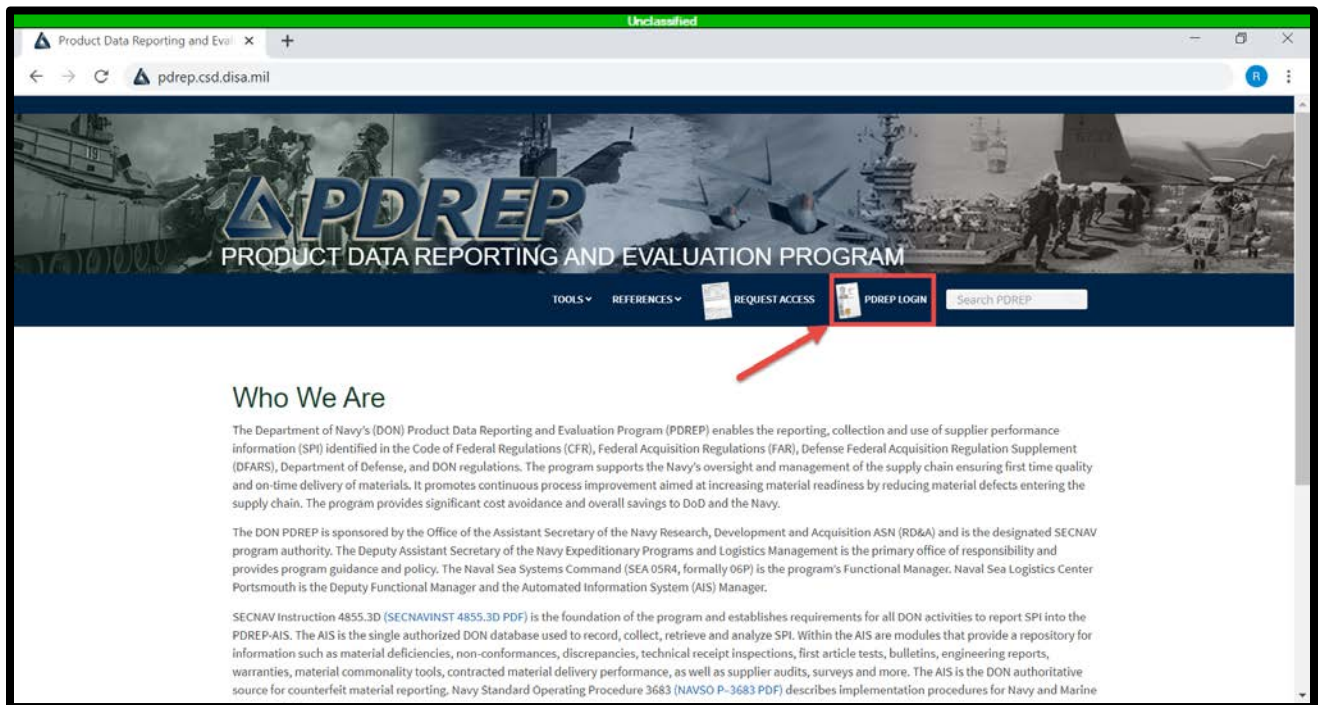 Unclassified
Product Data Reporting and Eval
pdrep.csd.disa.mil
R
19
PDREP
PRODUCT DATA REPORTING AND EVALUATION PROGRAM
06
TOOLS REFERENCES REQUEST ACCESS PDREP LOGIN Search PDREP
Who We Are
The Department of Navy's (DON) Product Data Reporting and Evaluation Program (PDREP) enables the reporting, collection and use of supplier performance
information (SPI) identified in the Code of Federal Regulations (CFR), Federal Acquisition Regulations (FAR), Defense Federal Acquisition Regulation Supplement
(DFARS), Department of Defense, and DON regulations. The program supports the Navy's oversight and management of the supply chain ensuring first time quality
and on-time delivery of materials. It promotes continuous process improvement aimed at increasing material readiness by reducing material defects entering the
supply chain. The program provides significant cost avoidance and overall savings to DoD and the Navy.
The DON PDREP is sponsored by the Office of the Assistant Secretary of the Navy Research, Development and Acquisition ASN (RD&A) and is the designated SECNAV
program authority. The Deputy Assistant Secretary of the Navy Expeditionary Programs and Logistics Management is the primary office of responsibility and
provides program guidance and policy. The Naval Sea Systems Command (SEA 05R4, formally 06P) is the program's Functional Manager. Naval Sea Logistics Center
Portsmouth is the Deputy Functional Manager and the Automated Information System (AIS) Manager.
SECNAV Instruction 4855.3D (SECNAVINST 4855.3D PDF) is the foundation of the program and establishes requirements for all DON activities to report SPI into the
PDREP-AIS. The AIS is the single authorized DON database used to record, collect, retrieve and analyze SPI. Within the AIS are modules that provide a repository for
information such as material deficiencies, non-conformances, discrepancies, technical receipt inspections, first article tests, bulletins, engineering reports,
warranties, material commonality tools, contracted material delivery performance, as well as supplier audits, surveys and more. The AIS is the DON authoritative
source for counterfeit material reporting. Navy Standard Operating Procedure 3683 (NAVSO P-3683 PDF) describes implementation procedures for Navy and Marine